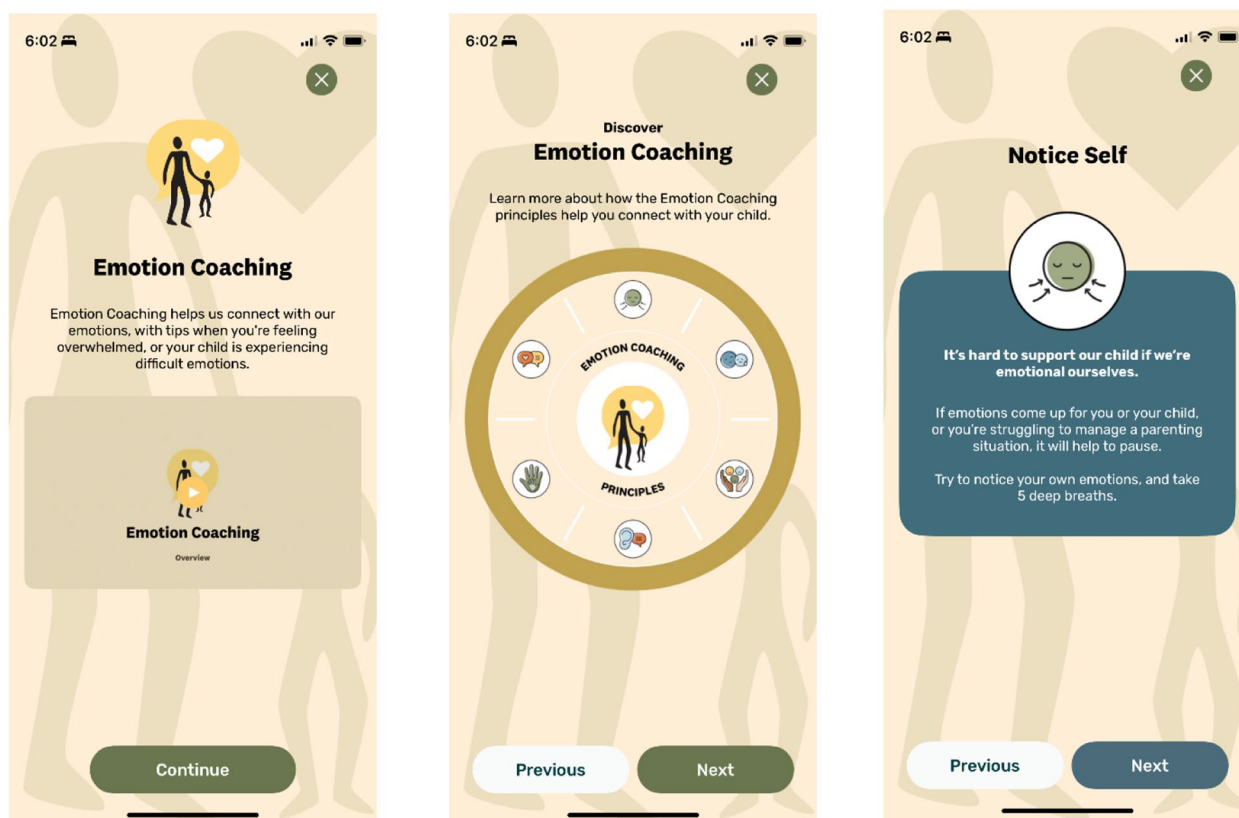 6:02
Emotion Coaching
Emotion Coaching helps us connect with our
emotions, with tips when you're feeling
overwhelmed, or your child is experiencing
difficult emotions.
Emotion Coaching
Overview
Continue
6:02
Discover
Emotion Coaching
Learn more about how the Emotion Coaching
principles help you connect with your child.
EMOTION COACHING
PRINCIPLES
Previous
Next
6:02
Notice Self
It's hard to support our child if we're
emotional ourselves.
If emotions come up for you or your child,
or you're struggling to manage a parenting
situation, it will help to pause.
Try to notice your own emotions, and take
5 deep breaths.
Previous
Next